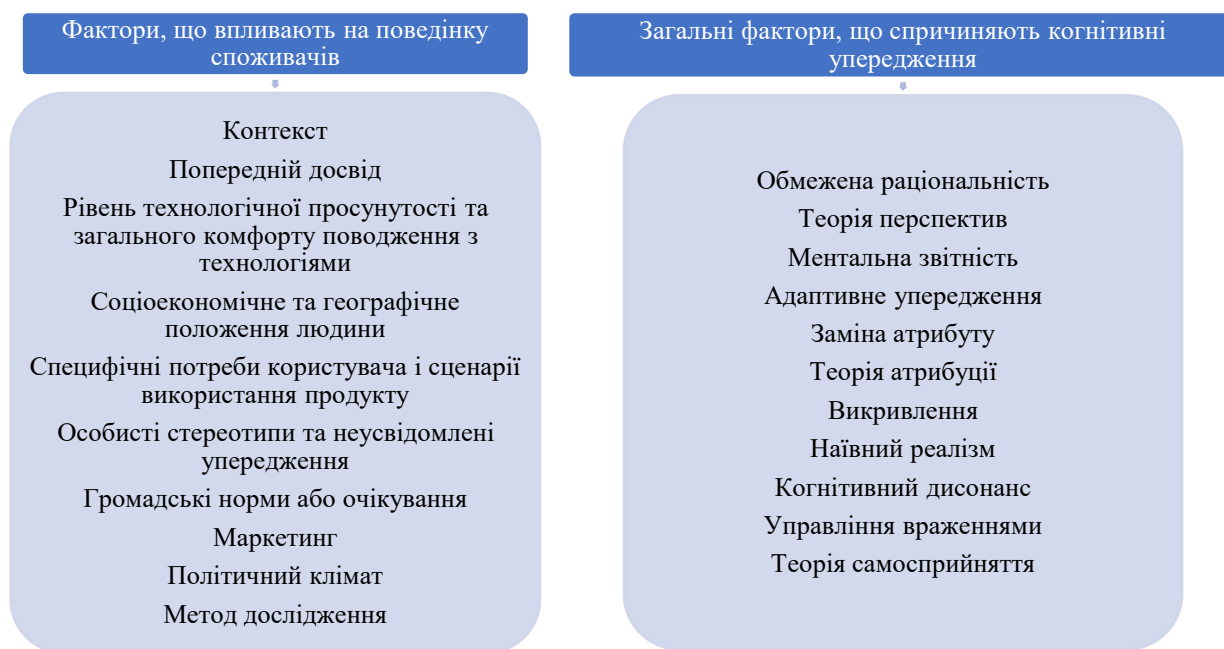 Фактори, що впливають на поведінку
споживачів
Контекст
Попередній досвід
Рівень технологічної просунутості та
загального комфорту поводження з
технологіями
Соціоекономічне та географічне
положення людини
Специфічні потреби користувача і сценарії
використання продукту
Особисті стереотипи та неусвідомлені
упередження
Громадські норми або очікування
Маркетинг
Політичний клімат
Метод дослідження
Загальні фактори, що спричиняють когнітивні
упередження
Обмежена раціональність
Теорія перспектив
Ментальна звітність
Адаптивне упередження
Заміна атрибуту
Теорія атрибуції
Викривлення
Наївний реалізм
Когнітивний дисонанс
Управління враженнями
Теорія самосприйняття